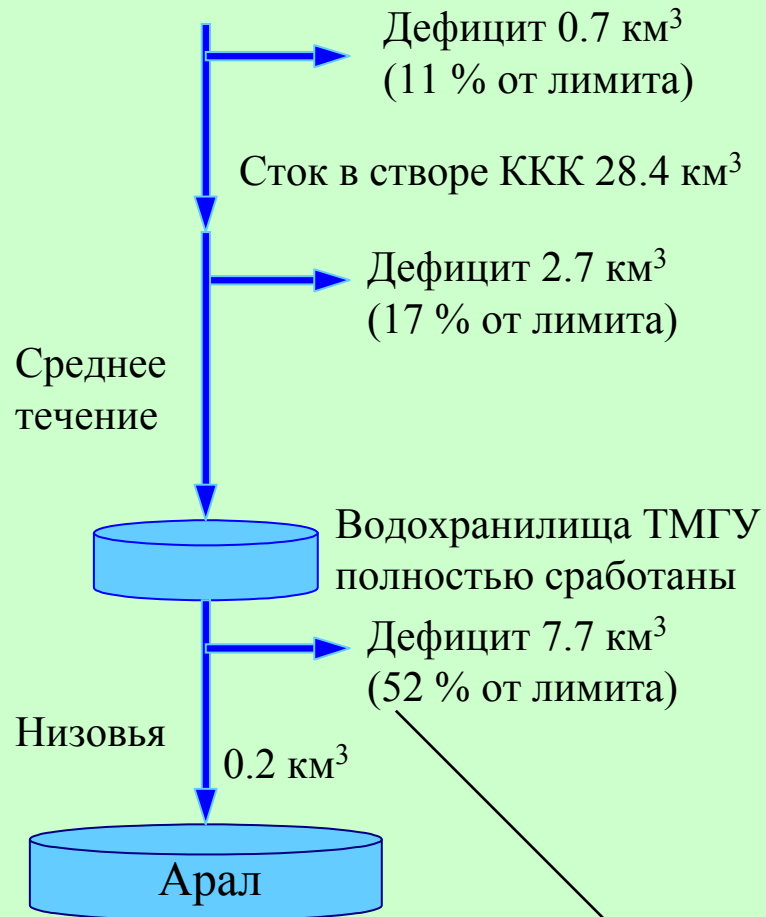 Дефицит 0.7 км³
(11 % от лимита)
Сток в створе ККК 28.4 км³
Дефицит 2.7 км³
(17 % от лимита)
Среднее
течение
Водохранилища ТМГУ
полностью сработаны
Дефицит 7.7 км³
(52 % от лимита)
Низовья
0.2 км³
Арал